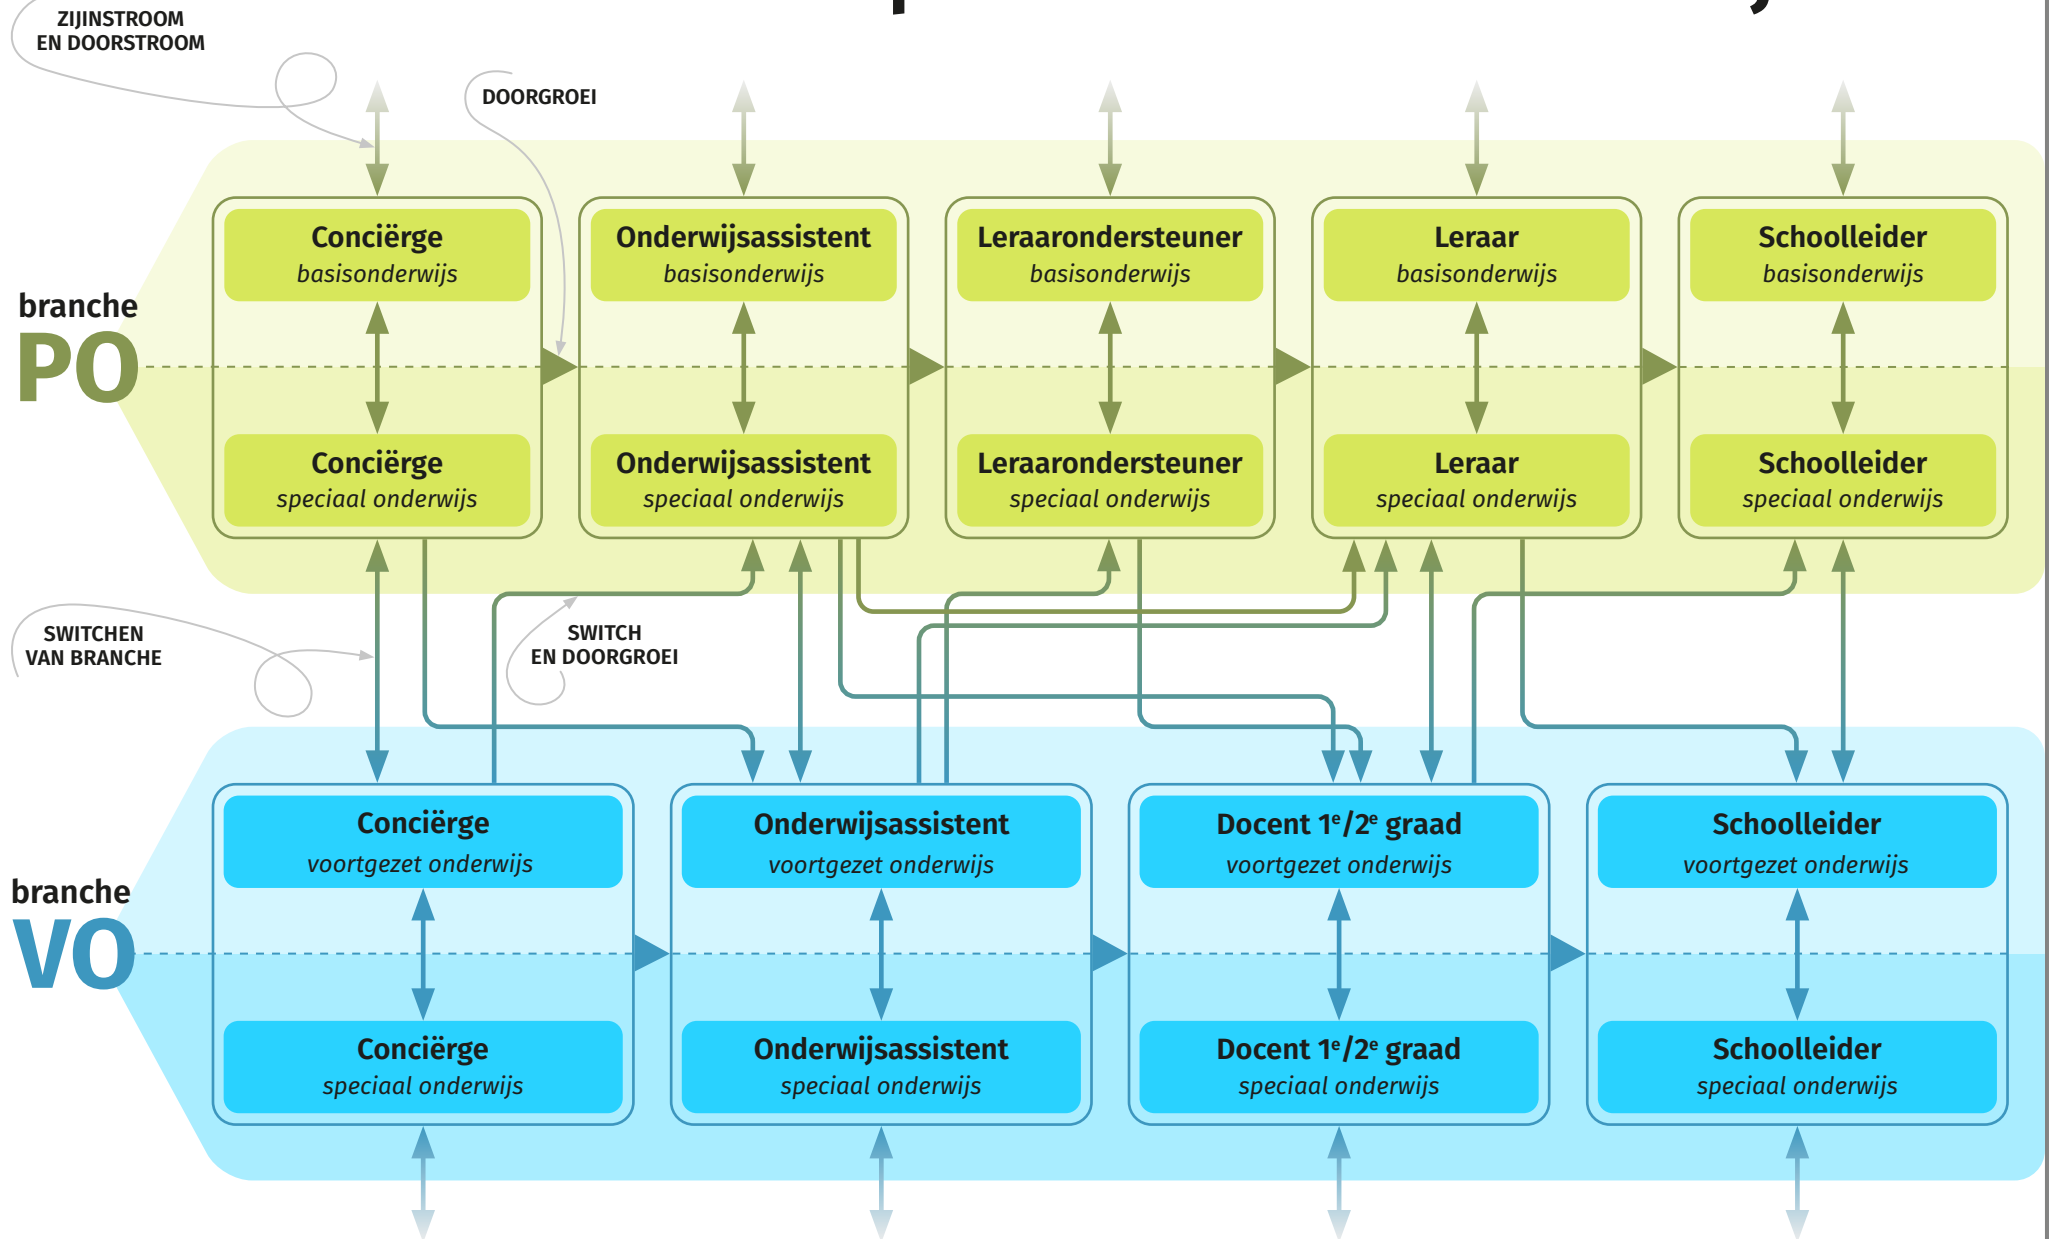 ZIJINSTROOM
EN DOORSTROOM
DOORGROEI
branche
PO
Conciërge
basisonderwijs
Onderwijsassistent
basisonderwijs
Leraarondersteuner
basisonderwijs
Leraar
basisonderwijs
Schoolleider
basisonderwijs
Conciërge
speciaal onderwijs
Onderwijsassistent
speciaal onderwijs
Leraarondersteuner
speciaal onderwijs
Leraar
speciaal onderwijs
Schoolleider
speciaal onderwijs
SWITCHEN
VAN BRANCHE
SWITCH
EN DOORGROEI
branche
VO
Conciërge
voortgezet onderwijs
Onderwijsassistent
voortgezet onderwijs
Docent 1ᵉ/2ᵉ graad
voortgezet onderwijs
Schoolleider
voortgezet onderwijs
Conciërge
speciaal onderwijs
Onderwijsassistent
speciaal onderwijs
Docent 1ᵉ/2ᵉ graad
speciaal onderwijs
Schoolleider
speciaal onderwijs